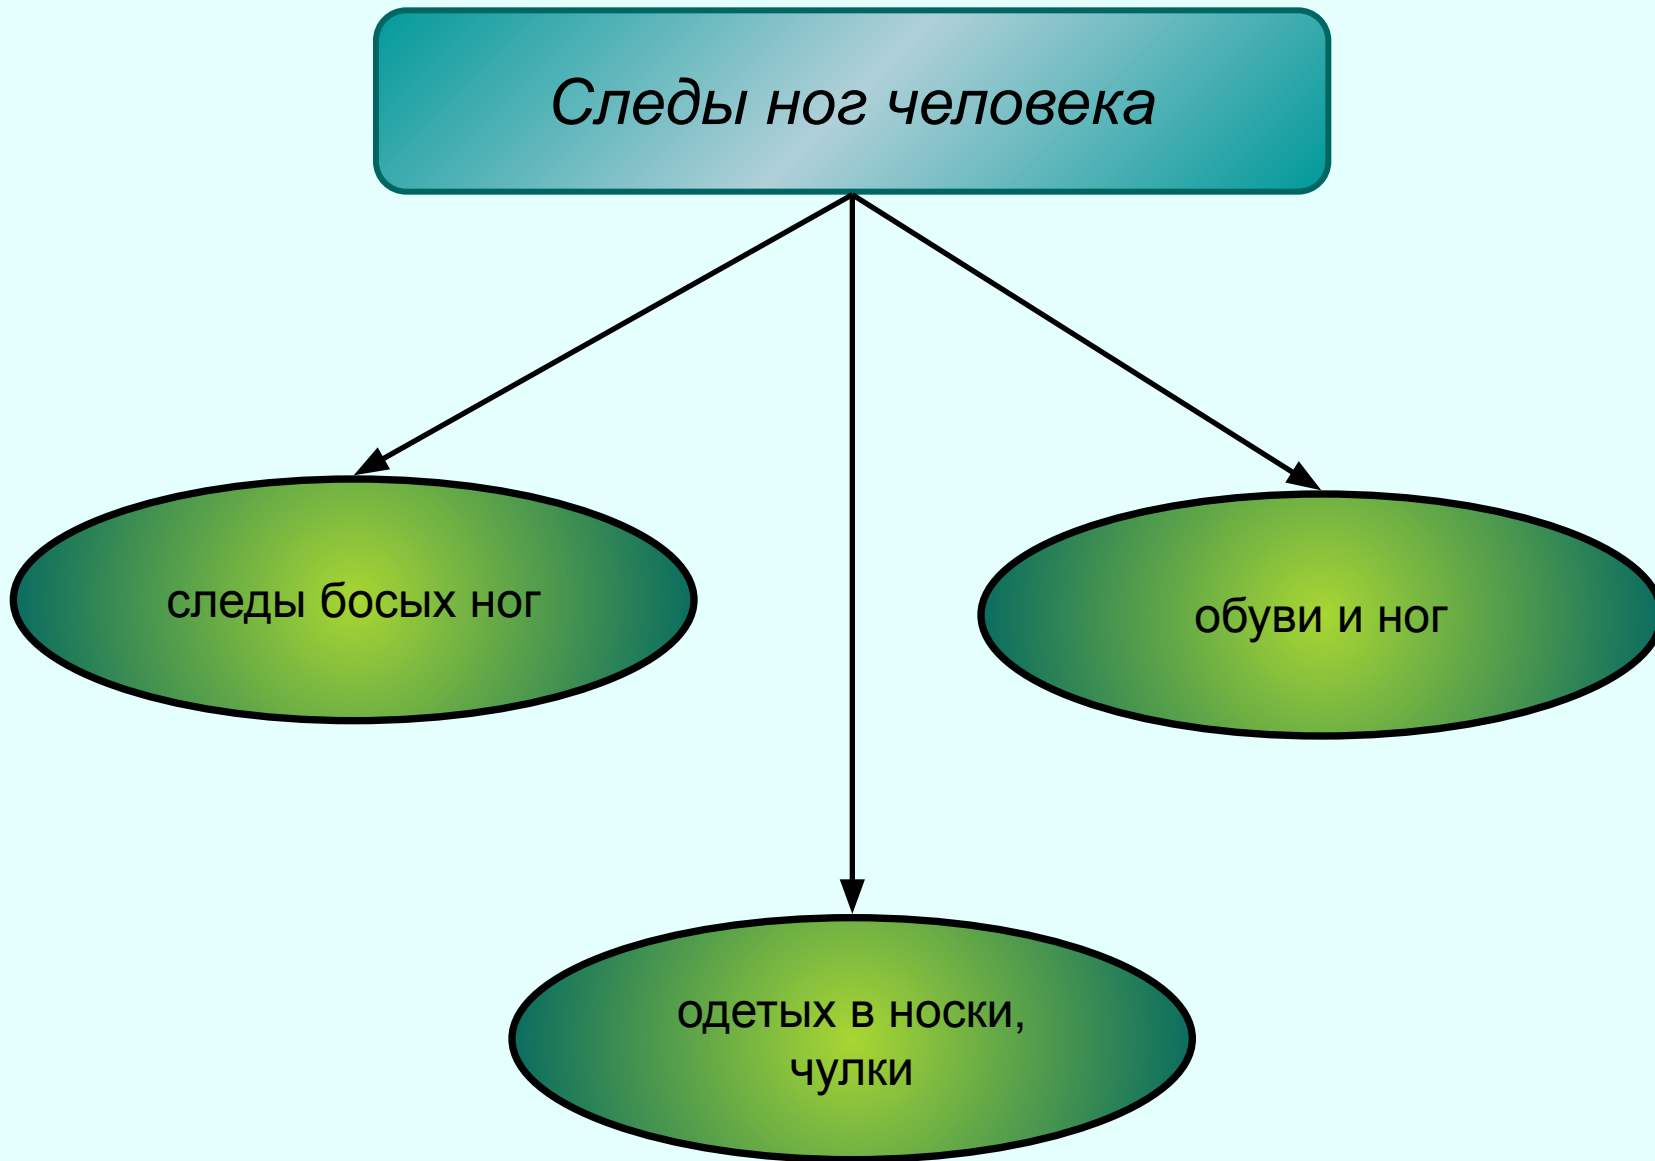 Следы ног человека
следы босых ног
обуви и ног
одетых в носки,
чулки